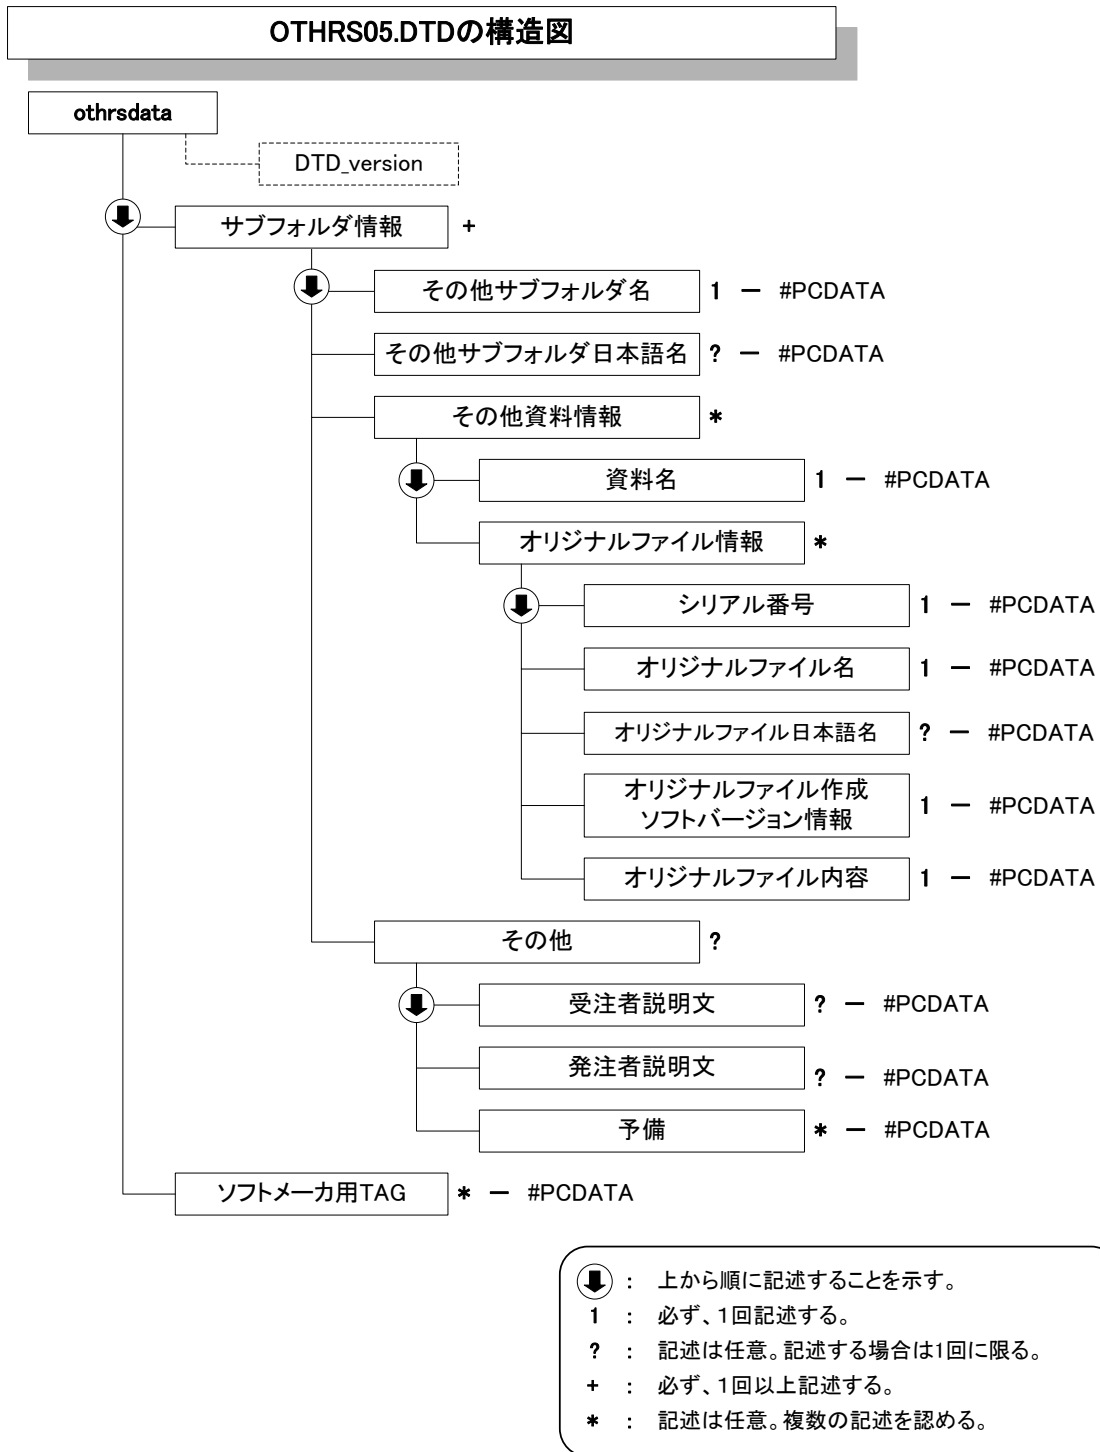 OTHRS05.DTDの構造図
othrsdata
DTD_version
サブフォルダ情報 +
その他サブフォルダ名 1 ー #PCDATA
その他サブフォルダ日本語名 ? ー #PCDATA
その他資料情報 *
資料名 1 ー #PCDATA
オリジナルファイル情報 *
シリアル番号 1 ー #PCDATA
オリジナルファイル名 1 ー #PCDATA
オリジナルファイル日本語名 ? ー #PCDATA
オリジナルファイル作成
ソフトバージョン情報 1 ー #PCDATA
オリジナルファイル内容 1 ー #PCDATA
その他 ?
受注者説明文 ? ー #PCDATA
発注者説明文 ? ー #PCDATA
予備 * ー #PCDATA
ソフトメーカ用TAG * ー #PCDATA
: 上から順に記述することを示す。
1 : 必ず、1回記述する。
? : 記述は任意。記述する場合は1回に限る。
+ : 必ず、1回以上記述する。
* : 記述は任意。複数の記述を認める。